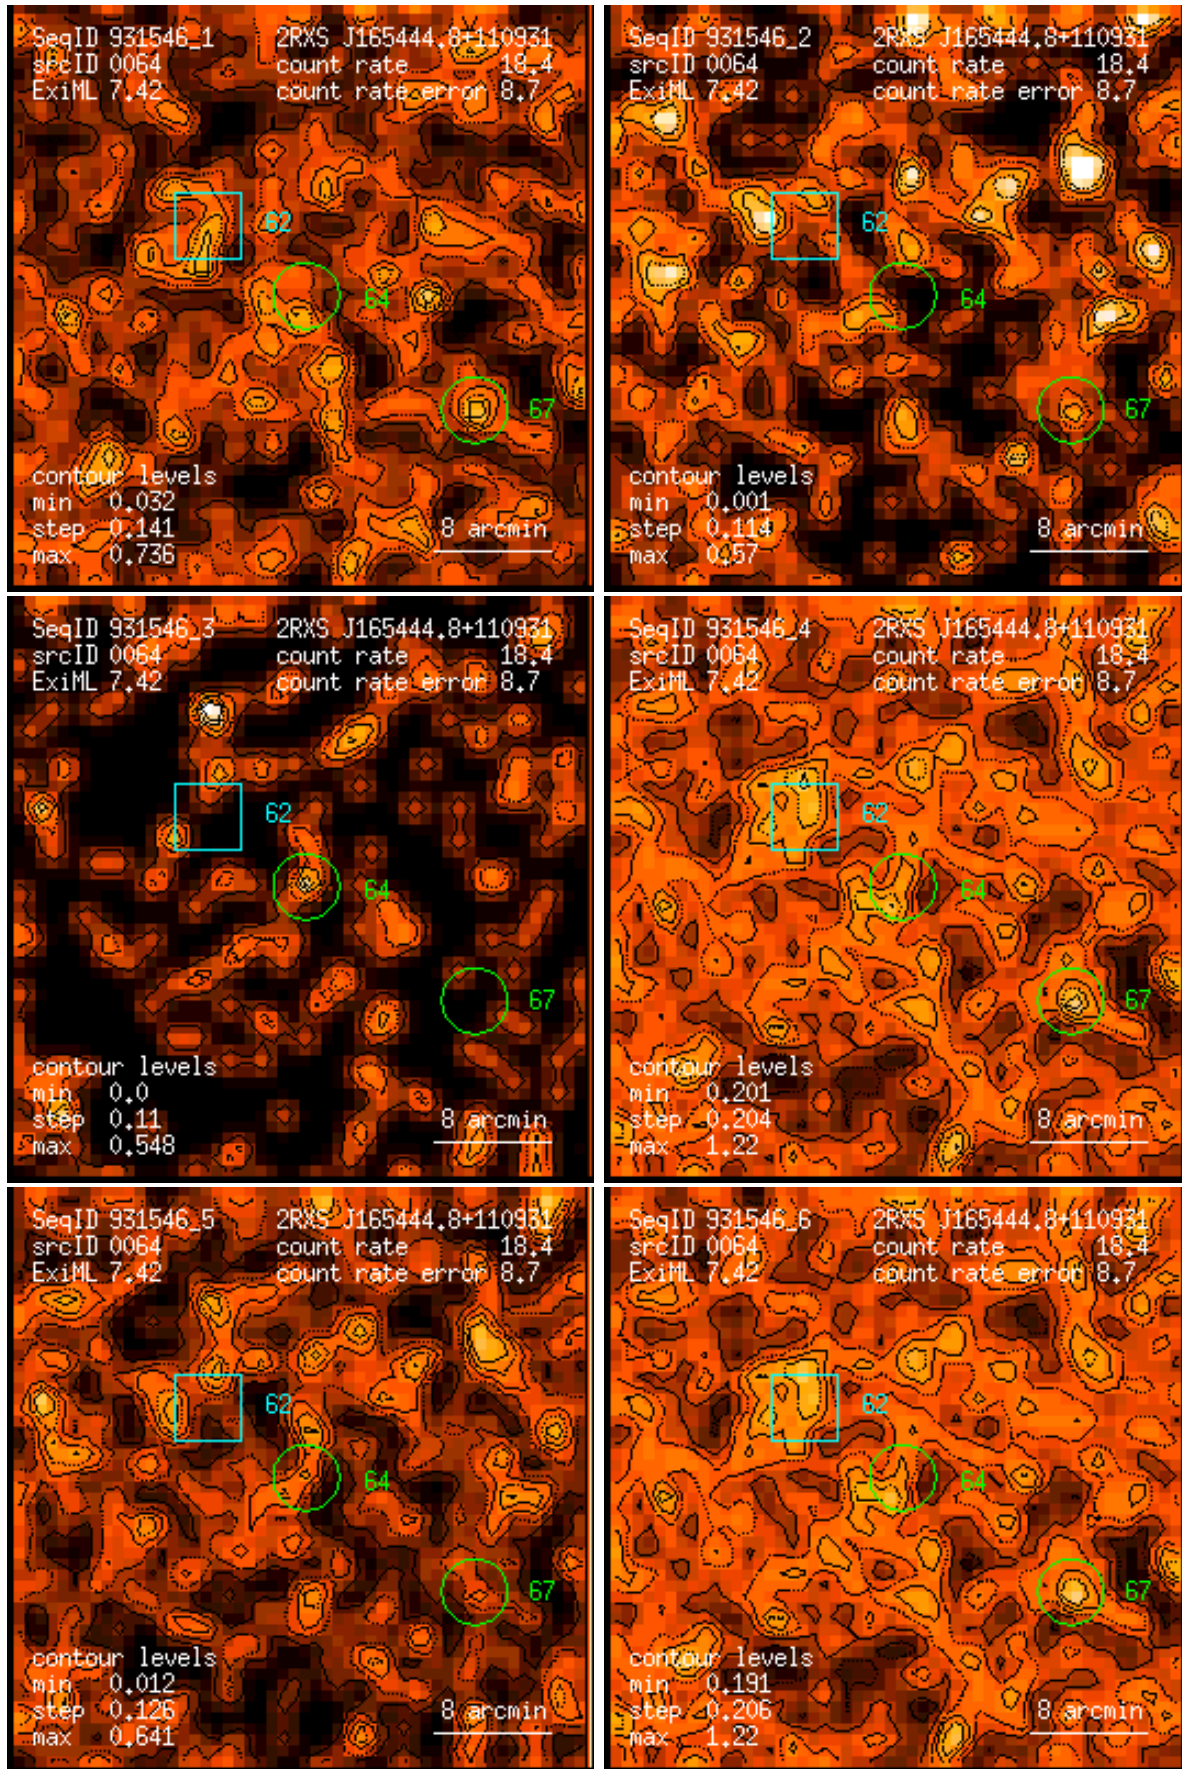 SeqID 931546_1 2RXS J165444.8+110931
srcID 0064 count rate 18.4
ExiML 7.42 count rate error 8.7
62
64
67
contour levels
min 0.032
step 0.141
max 0.736
8 arcmin
SeqID 931546_2 2RXS J165444.8+110931
srcID 0064 count rate 18.4
ExiML 7.42 count rate error 8.7
62
64
67
contour levels
min 0.001
step 0.114
max 0.57
8 arcmin
SeqID 931546_3 2RXS J165444.8+110931
srcID 0064 count rate 18.4
ExiML 7.42 count rate error 8.7
62
64
67
contour levels
min 0.0
step 0.11
max 0.548
8 arcmin
SeqID 931546_4 2RXS J165444.8+110931
srcID 0064 count rate 18.4
ExiML 7.42 count rate error 8.7
62
64
67
contour levels
min 0.201
step 0.204
max 1.22
8 arcmin
SeqID 931546_5 2RXS J165444.8+110931
srcID 0064 count rate 18.4
ExiML 7.42 count rate error 8.7
62
64
67
contour levels
min 0.012
step 0.126
max 0.641
8 arcmin
SeqID 931546_6 2RXS J165444.8+110931
srcID 0064 count rate 18.4
ExiML 7.42 count rate error 8.7
62
64
67
contour levels
min 0.191
step 0.206
max 1.22
8 arcmin